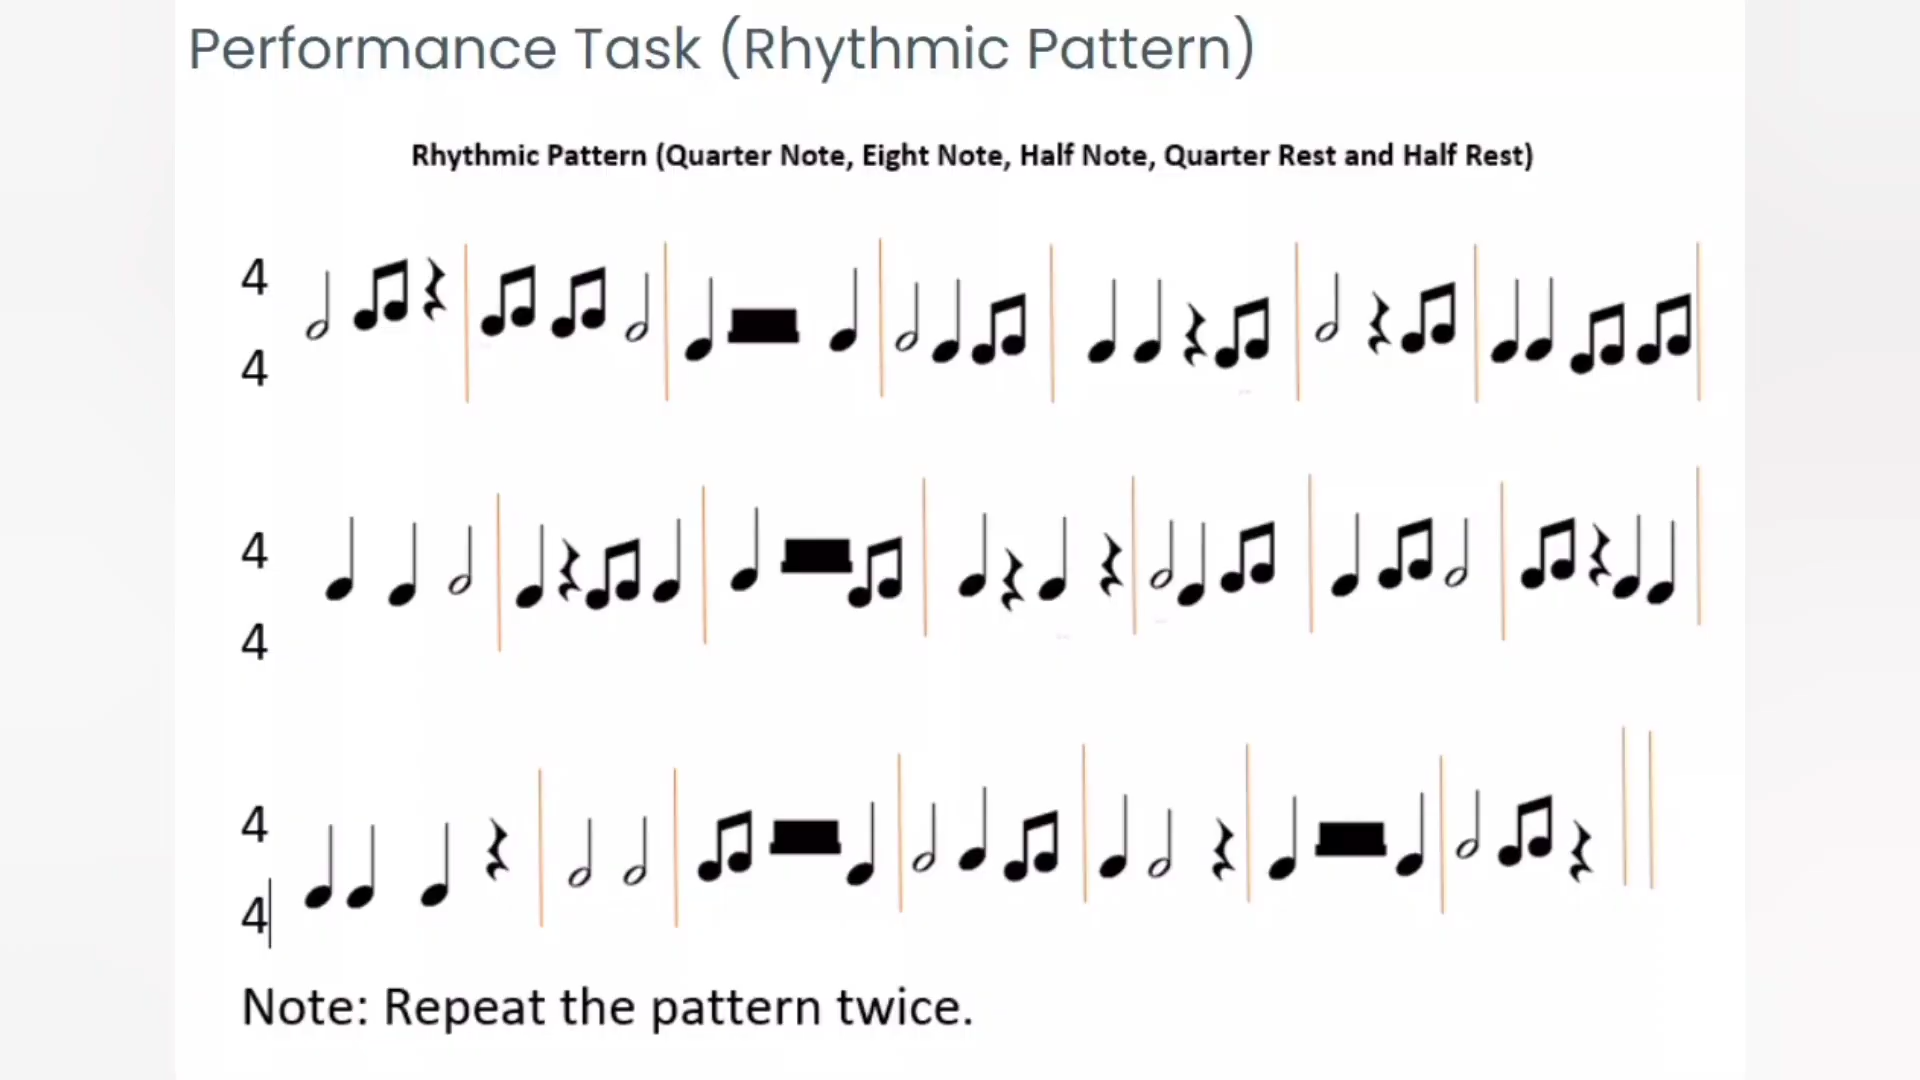 Performance Task (Rhythmic Pattern)
Rhythmic Pattern (Quarter Note, Eight Note, Half Note, Quarter Rest and Half Rest)
4
4
4
4
4
4
Note: Repeat the pattern twice.